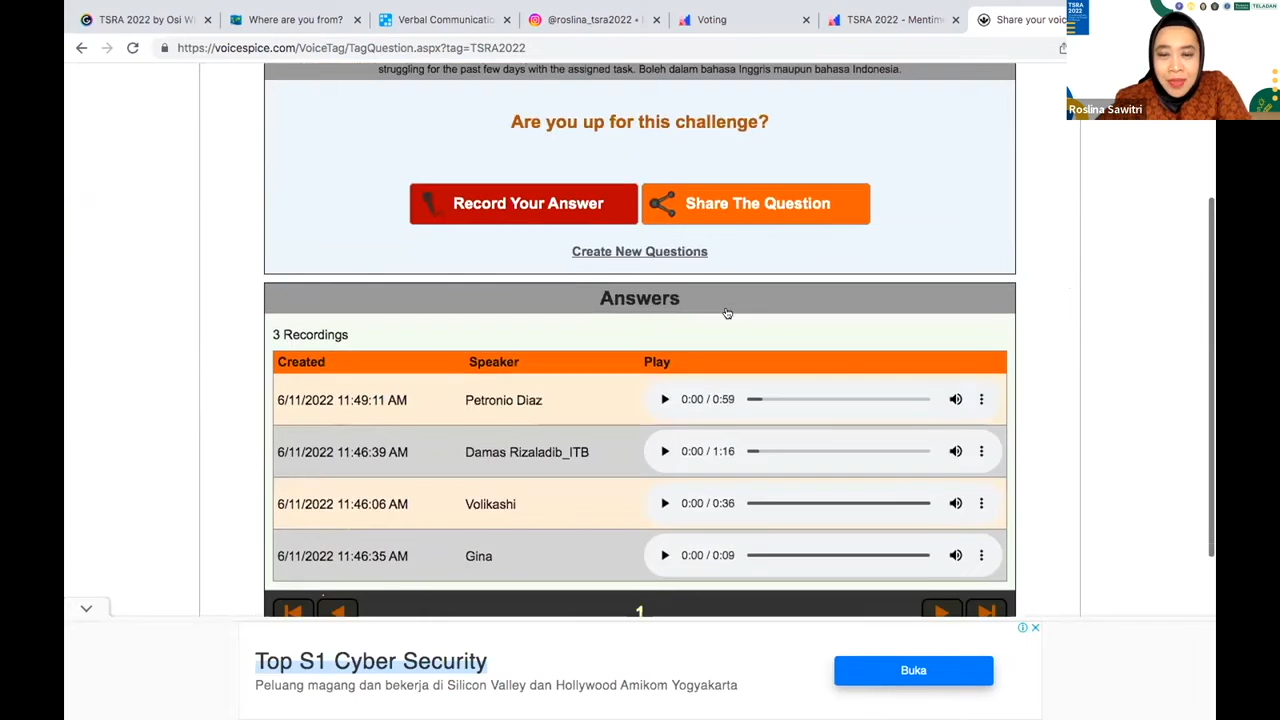 TSRA 2022 by Osi Wi
Where are you from?
Verbal Communicatio
@roslina_tsra2022 •
Voting
TSRA 2022 - Mentim
Share your voi
https://voicespice.com/VoiceTag/TagQuestion.aspx?tag=TSRA2022
TSRA
2022
TELADAN
Roslina Sawitri
struggling for the past few days with the assigned task. Boleh dalam bahasa Inggris maupun bahasa Indonesia.
Are you up for this challenge?
Record Your Answer
Share The Question
Create New Questions
Answers
3 Recordings
Created Speaker Play
6/11/2022 11:49:11 AM Petronio Diaz 0:00 / 0:59
6/11/2022 11:46:39 AM Damas Rizaladib_ITB 0:00 / 1:16
6/11/2022 11:46:06 AM Volikashi 0:00 / 0:36
6/11/2022 11:46:35 AM Gina 0:00 / 0:09
1
Top S1 Cyber Security
Peluang magang dan bekerja di Silicon Valley dan Hollywood Amikom Yogyakarta
Buka